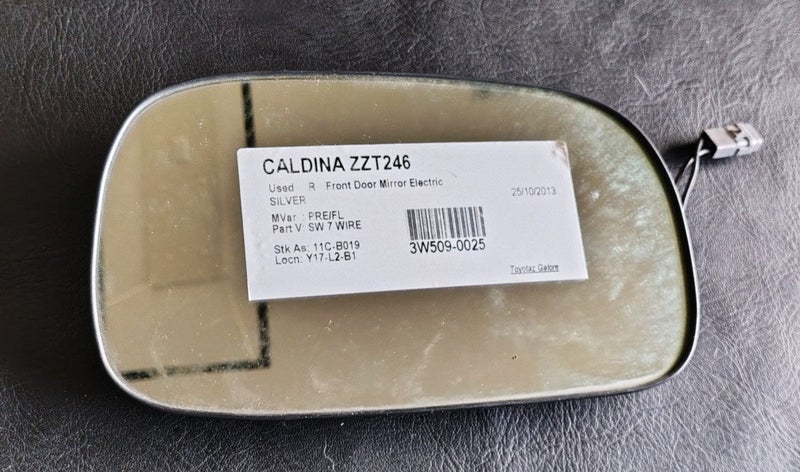 CALDINA ZZT246
Used R Front Door Mirror Electric
25/10/2013
SILVER
MVar : PRE/FL
Part V: SW 7 WIRE
Stk As: 11C-B019
Locn: Y17-L2-B1
3W509-0025
Toyotaz Galore